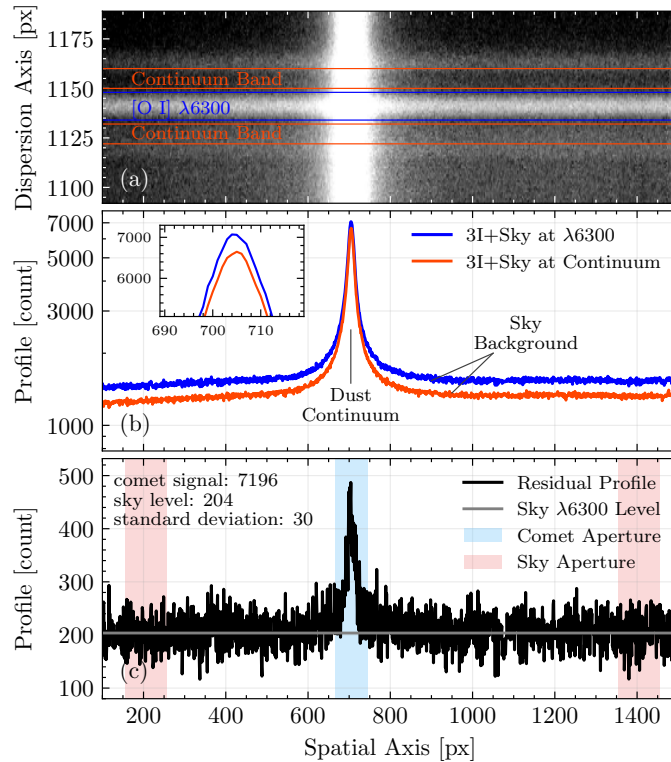 Dispersion Axis [px]
1175
1150
1125
1100
Continuum Band
[O I] λ6300
Continuum Band
(a)
Profile [count]
7000
5000
3000
1000
7000
6000
690
700
710
3I+Sky at λ6300
3I+Sky at Continuum
Sky
Background
Dust
Continuum
(b)
Profile [count]
500
400
300
200
100
comet signal: 7196
sky level: 204
standard deviation: 30
Residual Profile
Sky λ6300 Level
Comet Aperture
Sky Aperture
(c)
200
400
600
800
1000
1200
1400
Spatial Axis [px]